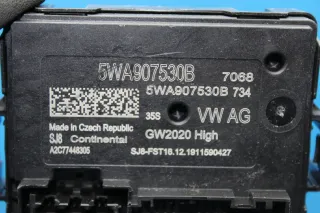 5WA907530B 7068
5WA907530B 734
35S VW AG
Made in Czech Republic
SJ8 Continental GW2020 High
A2C77448305
SJ8-FST18.12.1911590427